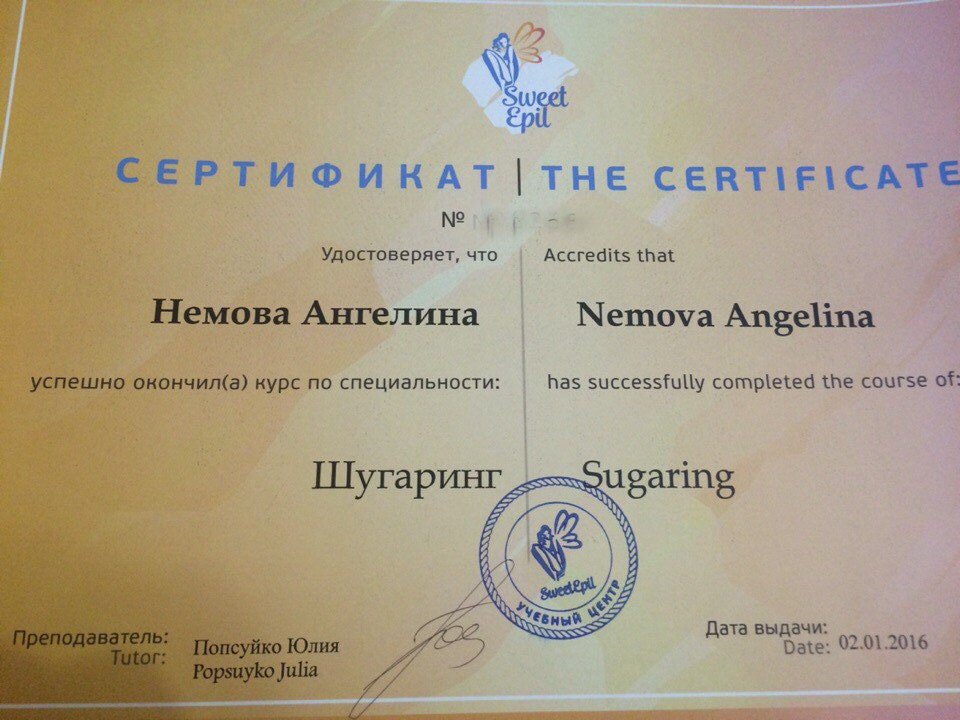 Sweet
Epil
СЕРТИФИКАТ | THE CERTIFICATE
№
Удостоверяет, что Accredits that
Немова Ангелина Nemova Angelina
успешно окончил(а) курс по специальности: has successfully completed the course of:
Шугаринг Sugaring
SweetEpil
УЧЕБНЫЙ ЦЕНТР
Преподаватель: Попсуйко Юлия
Tutor: Popsuyko Julia
Дата выдачи:
Date: 02.01.2016